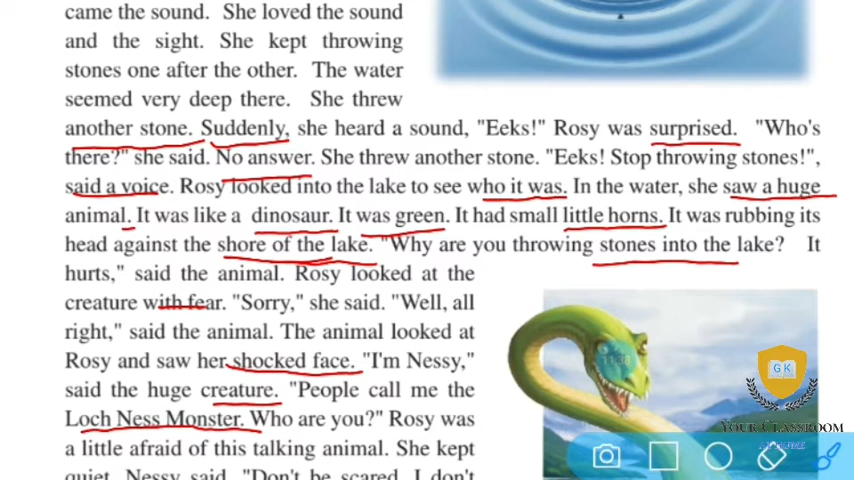 came the sound. She loved the sound
and the sight. She kept throwing
stones one after the other. The water
seemed very deep there. She threw
another stone. Suddenly, she heard a sound, "Eeks!" Rosy was surprised. "Who's
there?" she said. No answer. She threw another stone. "Eeks! Stop throwing stones!",
said a voice. Rosy looked into the lake to see who it was. In the water, she saw a huge
animal. It was like a dinosaur. It was green. It had small little horns. It was rubbing its
head against the shore of the lake. "Why are you throwing stones into the lake? It
hurts," said the animal. Rosy looked at the
creature with fear. "Sorry," she said. "Well, all
right," said the animal. The animal looked at
Rosy and saw her shocked face. "I'm Nessy,"
said the huge creature. "People call me the
Loch Ness Monster. Who are you?" Rosy was
a little afraid of this talking animal. She kept
quiet. Nessy said, "Don't be scared. I don't
11:38
GK
YOUR CLASSROOM
AT HOME